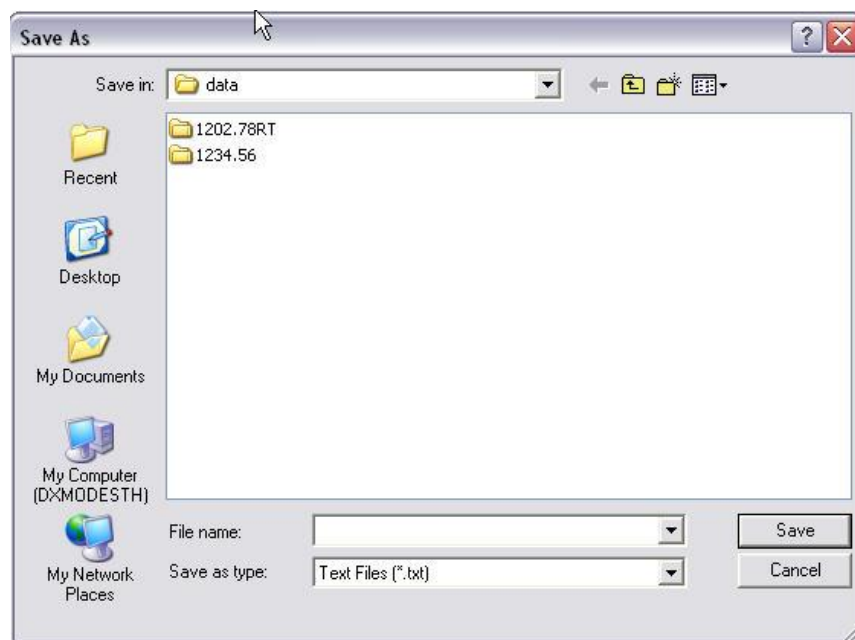 Save As
Save in: data
1202.78RT
1234.56
Recent
Desktop
My Documents
My Computer
(DXMODESTH)
My Network
Places
File name:
Save
Save as type: Text Files (*.txt)
Cancel